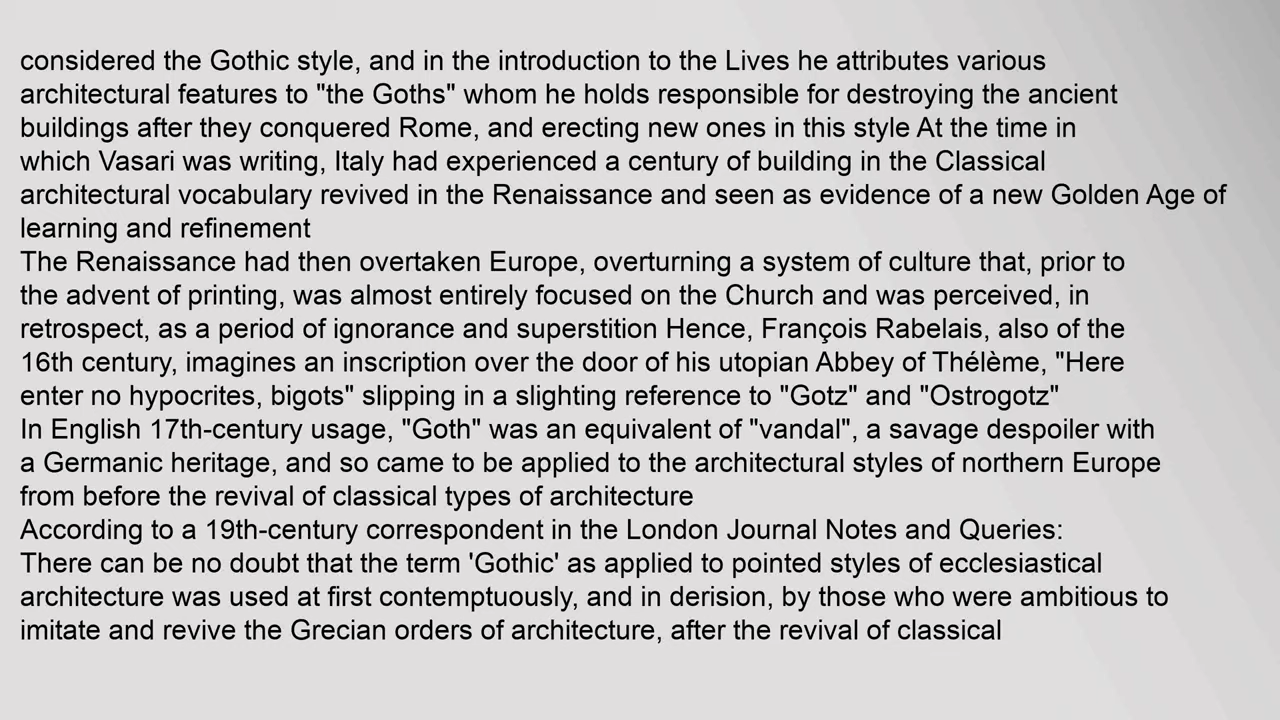 considered the Gothic style, and in the introduction to the Lives he attributes various
architectural features to "the Goths" whom he holds responsible for destroying the ancient
buildings after they conquered Rome, and erecting new ones in this style At the time in
which Vasari was writing, Italy had experienced a century of building in the Classical
architectural vocabulary revived in the Renaissance and seen as evidence of a new Golden Age of
learning and refinement
The Renaissance had then overtaken Europe, overturning a system of culture that, prior to
the advent of printing, was almost entirely focused on the Church and was perceived, in
retrospect, as a period of ignorance and superstition Hence, François Rabelais, also of the
16th century, imagines an inscription over the door of his utopian Abbey of Thélème, "Here
enter no hypocrites, bigots" slipping in a slighting reference to "Gotz" and "Ostrogotz"
In English 17th-century usage, "Goth" was an equivalent of "vandal", a savage despoiler with
a Germanic heritage, and so came to be applied to the architectural styles of northern Europe
from before the revival of classical types of architecture
According to a 19th-century correspondent in the London Journal Notes and Queries:
There can be no doubt that the term 'Gothic' as applied to pointed styles of ecclesiastical
architecture was used at first contemptuously, and in derision, by those who were ambitious to
imitate and revive the Grecian orders of architecture, after the revival of classical